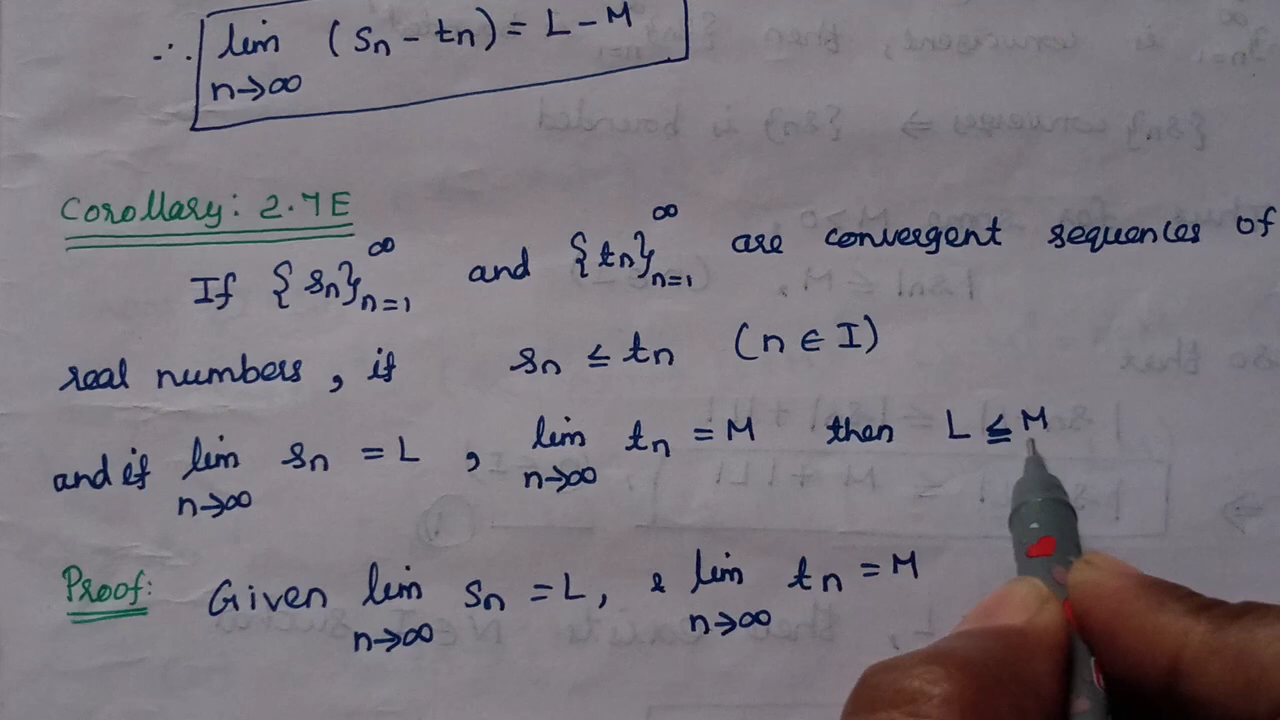 ∴ lim (Sn - tn) = L - M
n→∞
Corollary: 2.7E
If {Sn}∞n=1 and {tn}∞n=1 are convergent sequences of
real numbers, if Sn ≤ tn (n ∈ I)
and if lim Sn = L , lim tn = M then L ≤ M
n→∞ n→∞
Proof: Given lim Sn = L, & lim tn = M
n→∞ n→∞